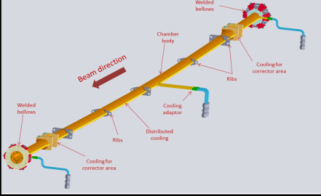 Welded
bellows
Chamber
body
Beam direction
Cooling for
corrector area
Ribs
Cooling
adaptor
Welded
bellows
Distributed
cooling
Ribs
Cooling for
corrector area